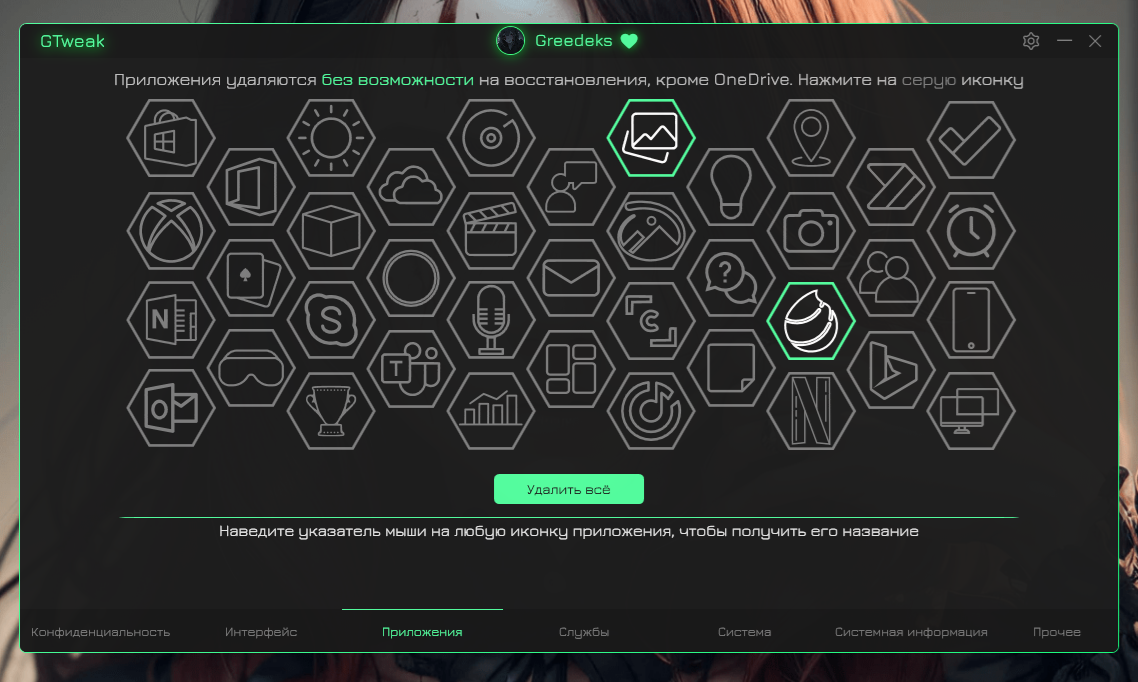 GTweak
Greedeks
Приложения удаляются без возможности на восстановления, кроме OneDrive. Нажмите на серую иконку
N
S
T
O
N
Удалить всё
Наведите указатель мыши на любую иконку приложения, чтобы получить его название
Конфиденциальность Интерфейс Приложения Службы Система Системная информация Прочее